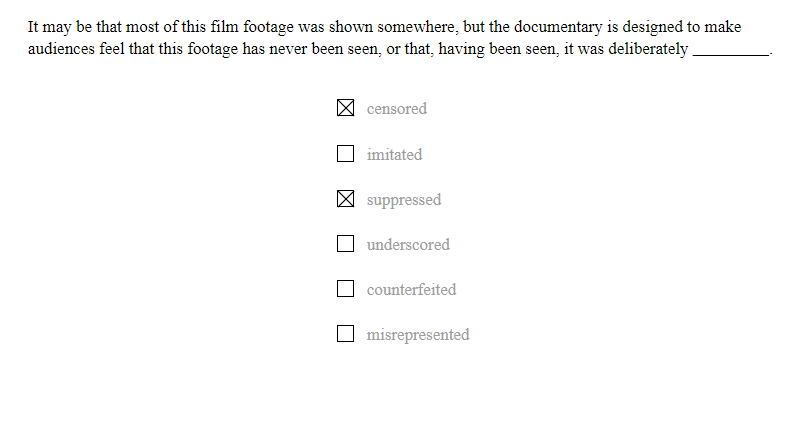 It may be that most of this film footage was shown somewhere, but the documentary is designed to make
audiences feel that this footage has never been seen, or that, having been seen, it was deliberately _________.
censored
imitated
suppressed
underscored
counterfeited
misrepresented